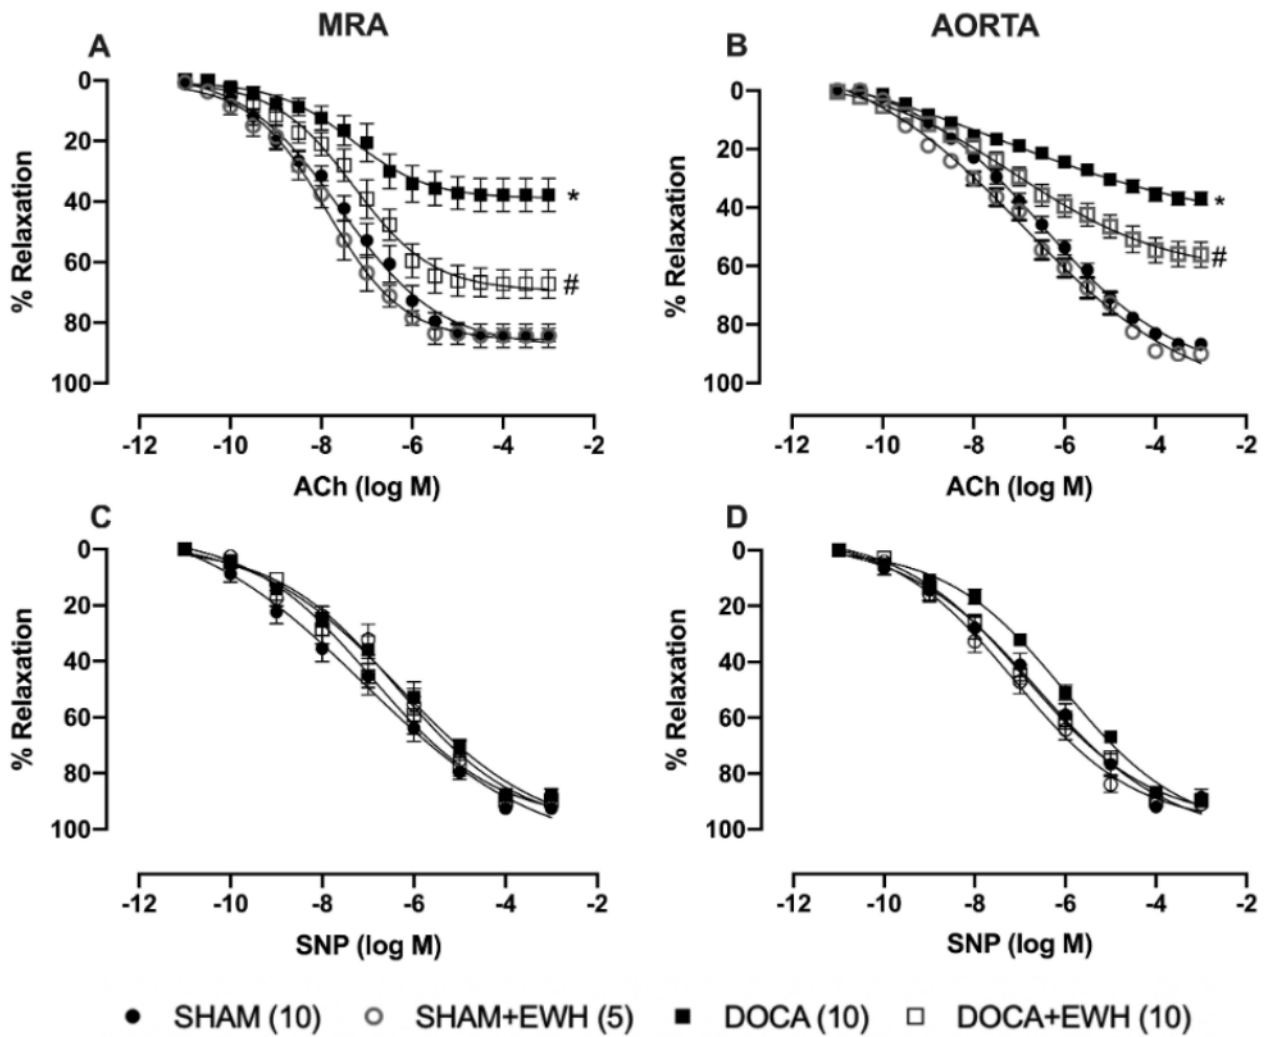 MRA
AORTA
A
B
0
20
40
60
80
100
% Relaxation
*
#
-12 -10 -8 -6 -4 -2
ACh (log M)
0
20
40
60
80
100
% Relaxation
*
#
-12 -10 -8 -6 -4 -2
ACh (log M)
C
D
0
20
40
60
80
100
% Relaxation
-12 -10 -8 -6 -4 -2
SNP (log M)
0
20
40
60
80
100
% Relaxation
-12 -10 -8 -6 -4 -2
SNP (log M)
SHAM (10) SHAM+EWH (5) DOCA (10) DOCA+EWH (10)